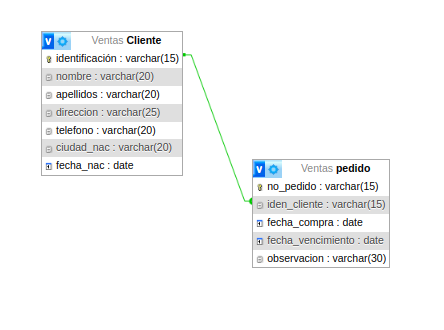 V Ventas Cliente
identificación : varchar(15)
nombre : varchar(20)
apellidos : varchar(20)
direccion : varchar(25)
telefono : varchar(20)
ciudad_nac : varchar(20)
fecha_nac : date
V Ventas pedido
no_pedido : varchar(15)
iden_cliente : varchar(15)
fecha_compra : date
fecha_vencimiento : date
observacion : varchar(30)